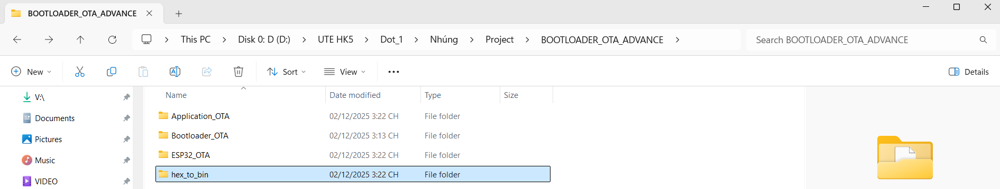 BOOTLOADER_OTA_ADVANCE
This PC > Disk 0: D (D:) > UTE HK5 > Dot_1 > Nhúng > Project > BOOTLOADER_OTA_ADVANCE >
Search BOOTLOADER_OTA_ADVANCE
New
Sort
View
Details
V:\
Documents
Pictures
Music
VIDEO
Name Date modified Type Size
Application_OTA 02/12/2025 3:22 CH File folder
Bootloader_OTA 02/12/2025 3:13 CH File folder
ESP32_OTA 02/12/2025 3:22 CH File folder
hex_to_bin 02/12/2025 3:22 CH File folder